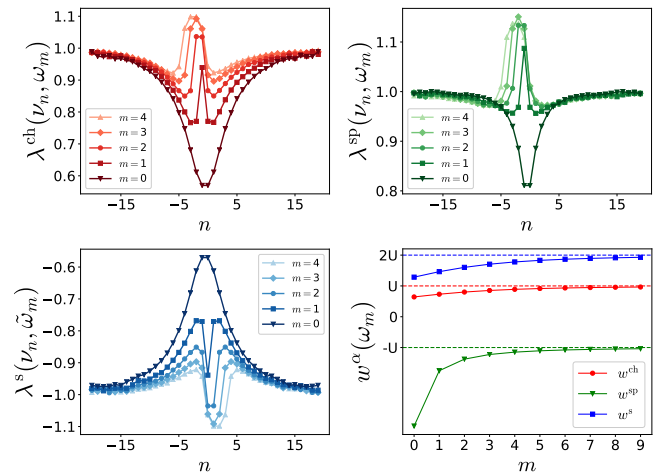 1.1
1.0
0.9
0.8
0.7
0.6
λ^ch(ν_n, ω_m)
m = 4
m = 3
m = 2
m = 1
m = 0
−15
−5
5
15
n
1.1
1.0
0.9
0.8
λ^sp(ν_n, ω_m)
m = 4
m = 3
m = 2
m = 1
m = 0
−15
−5
5
15
n
−0.6
−0.7
−0.8
−0.9
−1.0
−1.1
λ^s(ν_n, ω̃_m)
m = 4
m = 3
m = 2
m = 1
m = 0
−15
−5
5
15
n
2U
U
0
-U
w^α(ω_m)
w^ch
w^sp
w^s
0 1 2 3 4 5 6 7 8 9
m